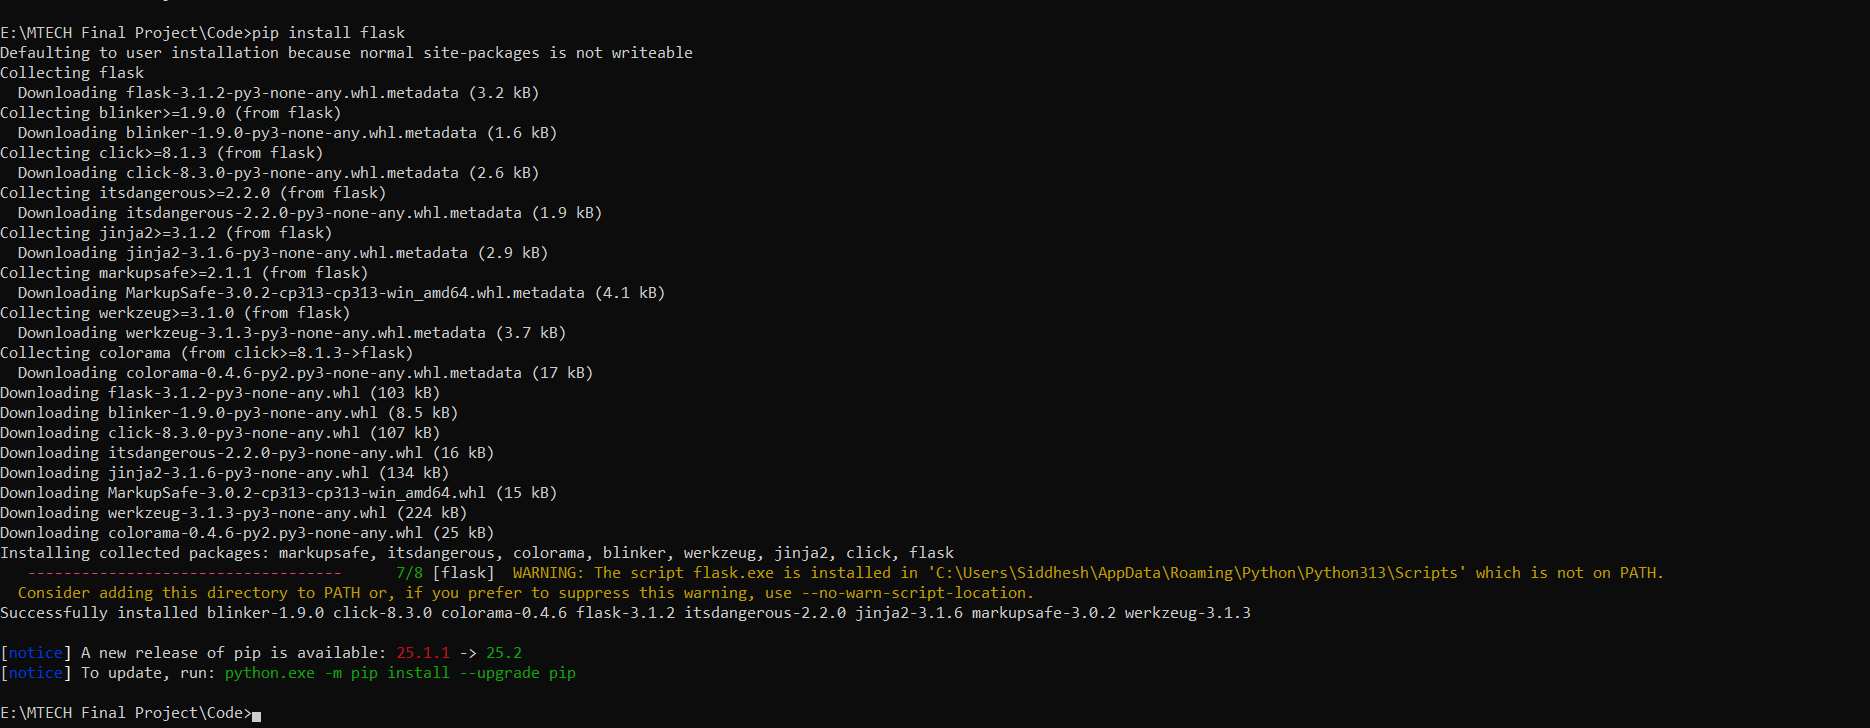 E:\MTECH Final Project\Code>pip install flask
Defaulting to user installation because normal site-packages is not writeable
Collecting flask
  Downloading flask-3.1.2-py3-none-any.whl.metadata (3.2 kB)
Collecting blinker>=1.9.0 (from flask)
  Downloading blinker-1.9.0-py3-none-any.whl.metadata (1.6 kB)
Collecting click>=8.1.3 (from flask)
  Downloading click-8.3.0-py3-none-any.whl.metadata (2.6 kB)
Collecting itsdangerous>=2.2.0 (from flask)
  Downloading itsdangerous-2.2.0-py3-none-any.whl.metadata (1.9 kB)
Collecting jinja2>=3.1.2 (from flask)
  Downloading jinja2-3.1.6-py3-none-any.whl.metadata (2.9 kB)
Collecting markupsafe>=2.1.1 (from flask)
  Downloading MarkupSafe-3.0.2-cp313-cp313-win_amd64.whl.metadata (4.1 kB)
Collecting werkzeug>=3.1.0 (from flask)
  Downloading werkzeug-3.1.3-py3-none-any.whl.metadata (3.7 kB)
Collecting colorama (from click>=8.1.3->flask)
  Downloading colorama-0.4.6-py2.py3-none-any.whl.metadata (17 kB)
Downloading flask-3.1.2-py3-none-any.whl (103 kB)
Downloading blinker-1.9.0-py3-none-any.whl (8.5 kB)
Downloading click-8.3.0-py3-none-any.whl (107 kB)
Downloading itsdangerous-2.2.0-py3-none-any.whl (16 kB)
Downloading jinja2-3.1.6-py3-none-any.whl (134 kB)
Downloading MarkupSafe-3.0.2-cp313-cp313-win_amd64.whl (15 kB)
Downloading werkzeug-3.1.3-py3-none-any.whl (224 kB)
Downloading colorama-0.4.6-py2.py3-none-any.whl (25 kB)
Installing collected packages: markupsafe, itsdangerous, colorama, blinker, werkzeug, jinja2, click, flask
   -----------------------------------      7/8 [flask]  WARNING: The script flask.exe is installed in 'C:\Users\Siddhesh\AppData\Roaming\Python\Python313\Scripts' which is not on PATH.
  Consider adding this directory to PATH or, if you prefer to suppress this warning, use --no-warn-script-location.
Successfully installed blinker-1.9.0 click-8.3.0 colorama-0.4.6 flask-3.1.2 itsdangerous-2.2.0 jinja2-3.1.6 markupsafe-3.0.2 werkzeug-3.1.3
[notice] A new release of pip is available: 25.1.1 -> 25.2
[notice] To update, run: python.exe -m pip install --upgrade pip
E:\MTECH Final Project\Code>